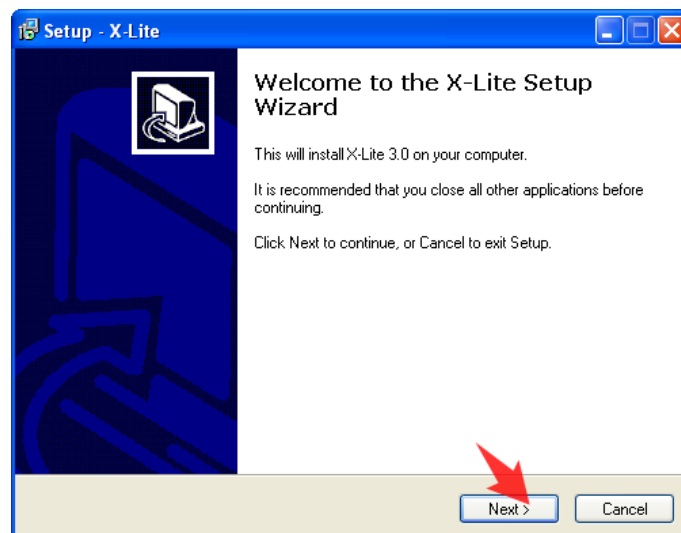 Setup - X-Lite
Welcome to the X-Lite Setup
Wizard
This will install X-Lite 3.0 on your computer.
It is recommended that you close all other applications before
continuing.
Click Next to continue, or Cancel to exit Setup.
Next >
Cancel